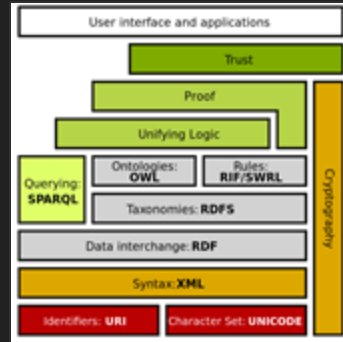 User interface and applications
Trust
Proof
Unifying Logic
Ontologies:
OWL
Rules:
RIF/SWRL
Querying:
SPARQL
Taxonomies: RDFS
Cryptography
Data interchange: RDF
Syntax: XML
Identifiers: URI
Character Set: UNICODE